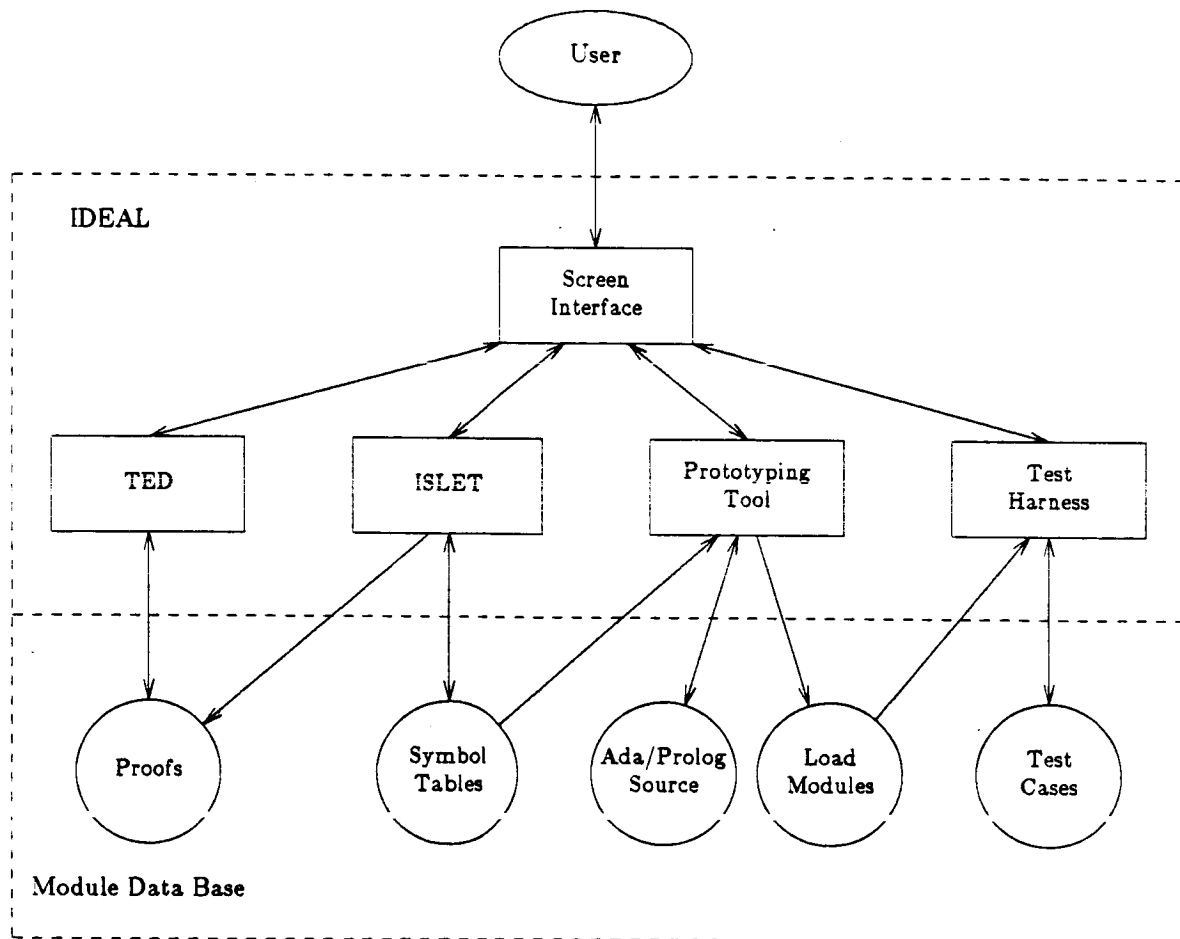 User
IDEAL
Screen
Interface
TED
ISLET
Prototyping
Tool
Test
Harness
Proofs
Symbol
Tables
Ada/Prolog
Source
Load
Modules
Test
Cases
Module Data Base